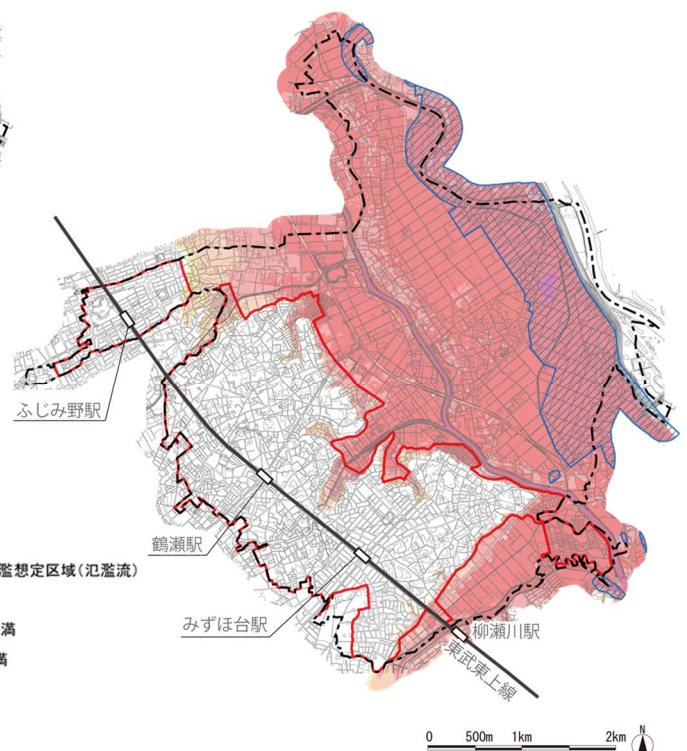 ふじみ野駅
鶴瀬駅
濫想定区域(氾濫流)
みずほ台駅
満
柳瀬川駅
満
東武東上線
0 500m 1km 2km N